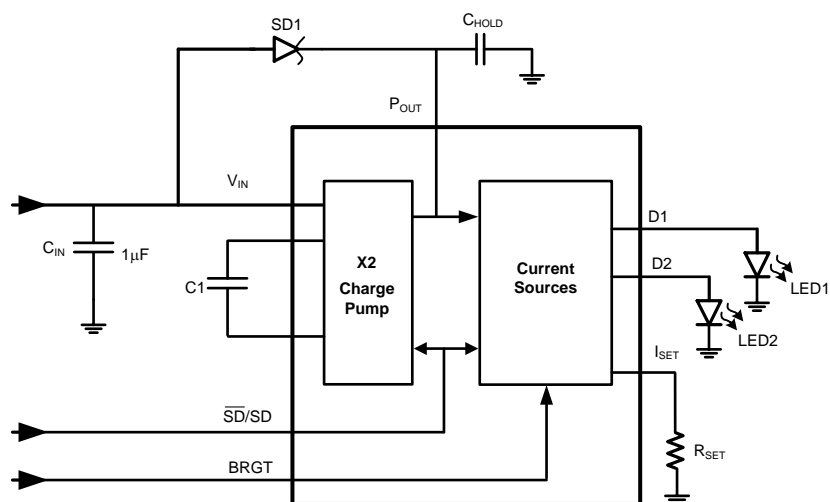 SD1
C_HOLD
P_OUT
V_IN
C_IN
1μF
C1
X2
Charge
Pump
Current
Sources
D1
D2
LED1
LED2
I_SET
R_SET
S̅D̅/SD
BRGT